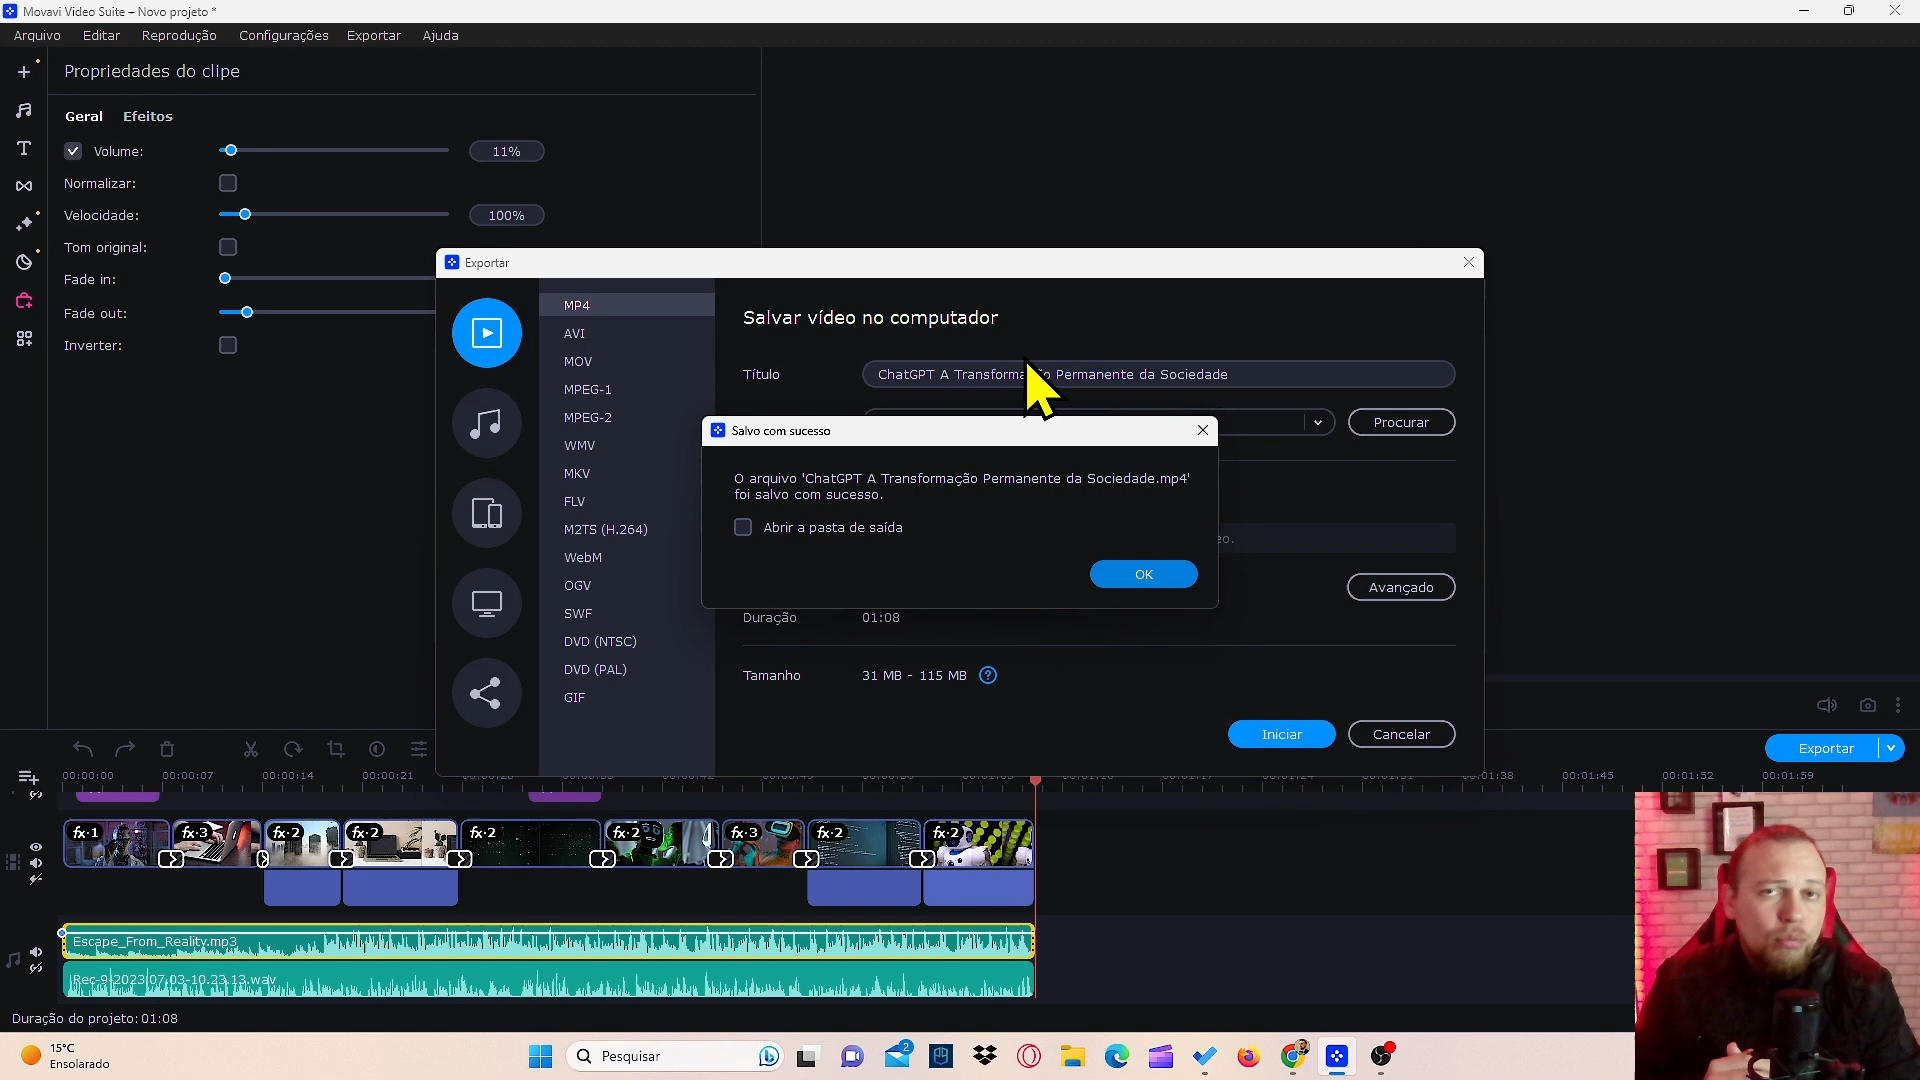 Movavi Video Suite – Novo projeto *
Arquivo Editar Reprodução Configurações Exportar Ajuda
Propriedades do clipe
Geral Efeitos
Volume: 11%
Normalizar:
Velocidade: 100%
Tom original:
Fade in:
Fade out:
Inverter:
Exportar
MP4
AVI
MOV
MPEG-1
MPEG-2
WMV
MKV
FLV
M2TS (H.264)
WebM
OGV
SWF
DVD (NTSC)
DVD (PAL)
GIF
Salvar vídeo no computador
Título ChatGPT A Transforma o Permanente da Sociedade
Procurar
Salvo com sucesso
O arquivo 'ChatGPT A Transformação Permanente da Sociedade.mp4'
foi salvo com sucesso.
Abrir a pasta de saída
OK
eo.
Avançado
Duração 01:08
Tamanho 31 MB - 115 MB ?
Iniciar Cancelar
Exportar
00:00:00 00:00:07 00:00:14 00:00:21 00:01:38 00:01:45 00:01:52 00:01:59
fx·1 fx·3 fx·2 fx·2 fx·2 fx·2 fx·3 fx·2 fx·2
Escape_From_Reality.mp3
Rec-9-2023.07.03-10.23.13.wav
Duração do projeto: 01:08
15°C
Ensolarado
Pesquisar
2